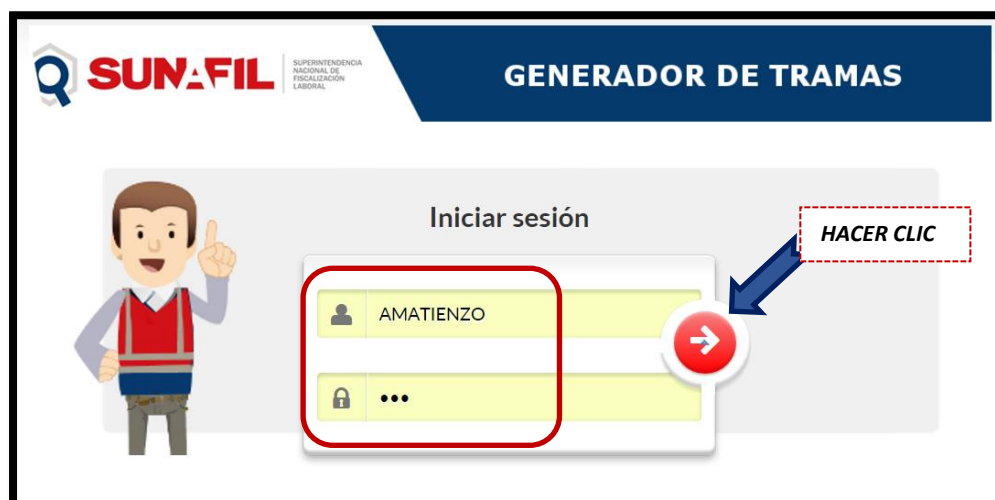 SUNAFIL
SUPERINTENDENCIA
NACIONAL DE
FISCALIZACIÓN
LABORAL
GENERADOR DE TRAMAS
Iniciar sesión
HACER CLIC
AMATIENZO
•••